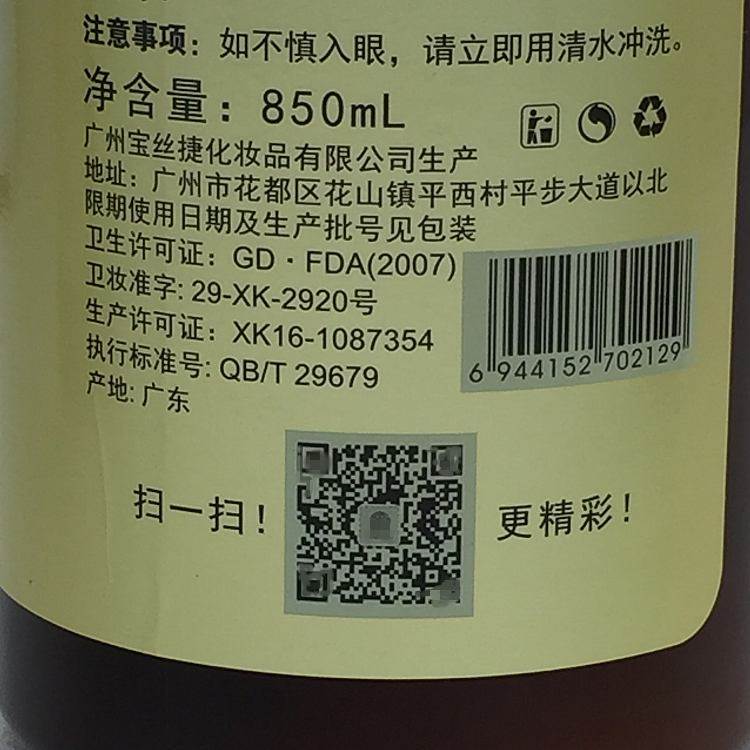 注意事项：如不慎入眼，请立即用清水冲洗。
净含量：850mL
广州宝丝捷化妆品有限公司生产
地址：广州市花都区花山镇平西村平步大道以北
限期使用日期及生产批号见包装
卫生许可证：GD·FDA(2007)
卫妆准字:29-XK-2920号
生产许可证：XK16-1087354
执行标准号:QB/T 29679
产地:广东
6 944152 702129
扫一扫！
更精彩！